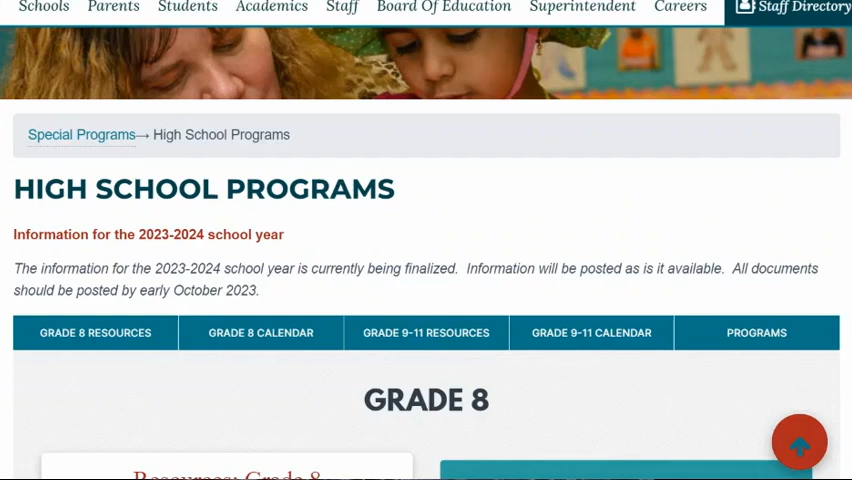 Schools Parents Students Academics Staff Board Of Education Superintendent Careers Staff Directory
Special Programs→ High School Programs
HIGH SCHOOL PROGRAMS
Information for the 2023-2024 school year
The information for the 2023-2024 school year is currently being finalized. Information will be posted as is it available. All documents
should be posted by early October 2023.
GRADE 8 RESOURCES GRADE 8 CALENDAR GRADE 9-11 RESOURCES GRADE 9-11 CALENDAR PROGRAMS
GRADE 8
Resources: Grade 8